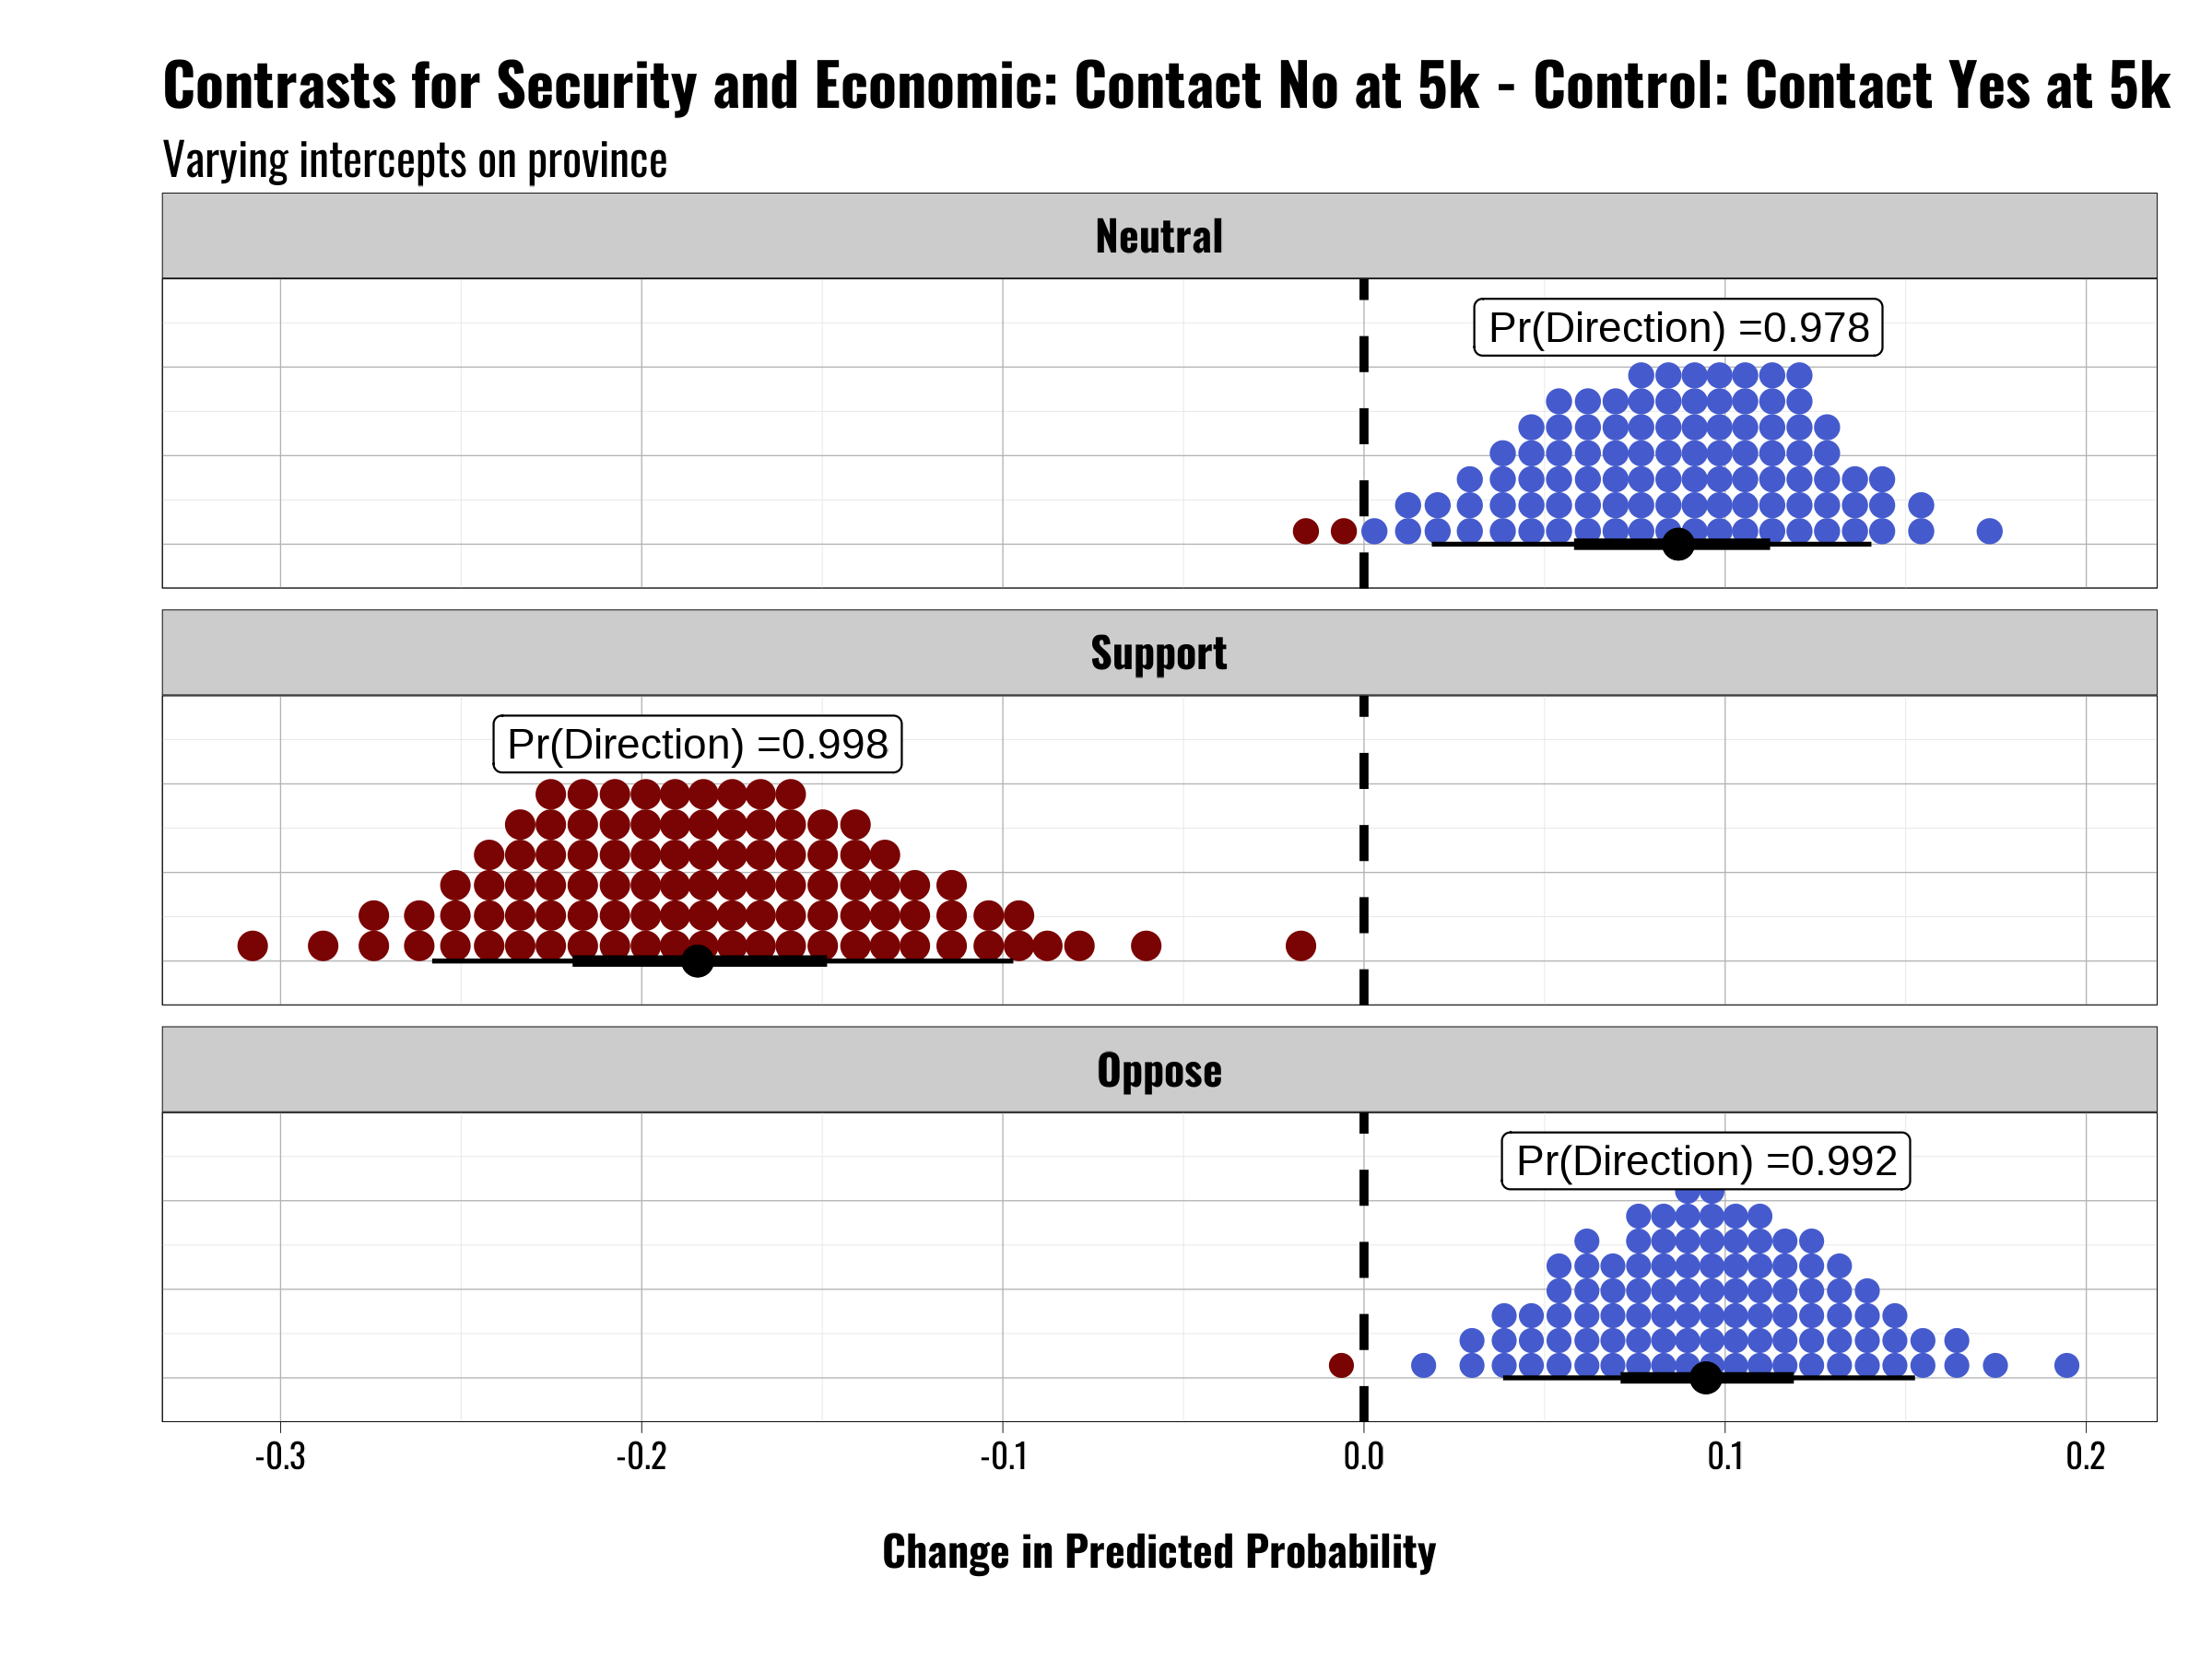 Contrasts for Security and Economic: Contact No at 5k - Control: Contact Yes at 5k
Varying intercepts on province
Neutral
Pr(Direction) =0.978
Support
Pr(Direction) =0.998
Oppose
Pr(Direction) =0.992
-0.3 -0.2 -0.1 0.0 0.1 0.2
Change in Predicted Probability